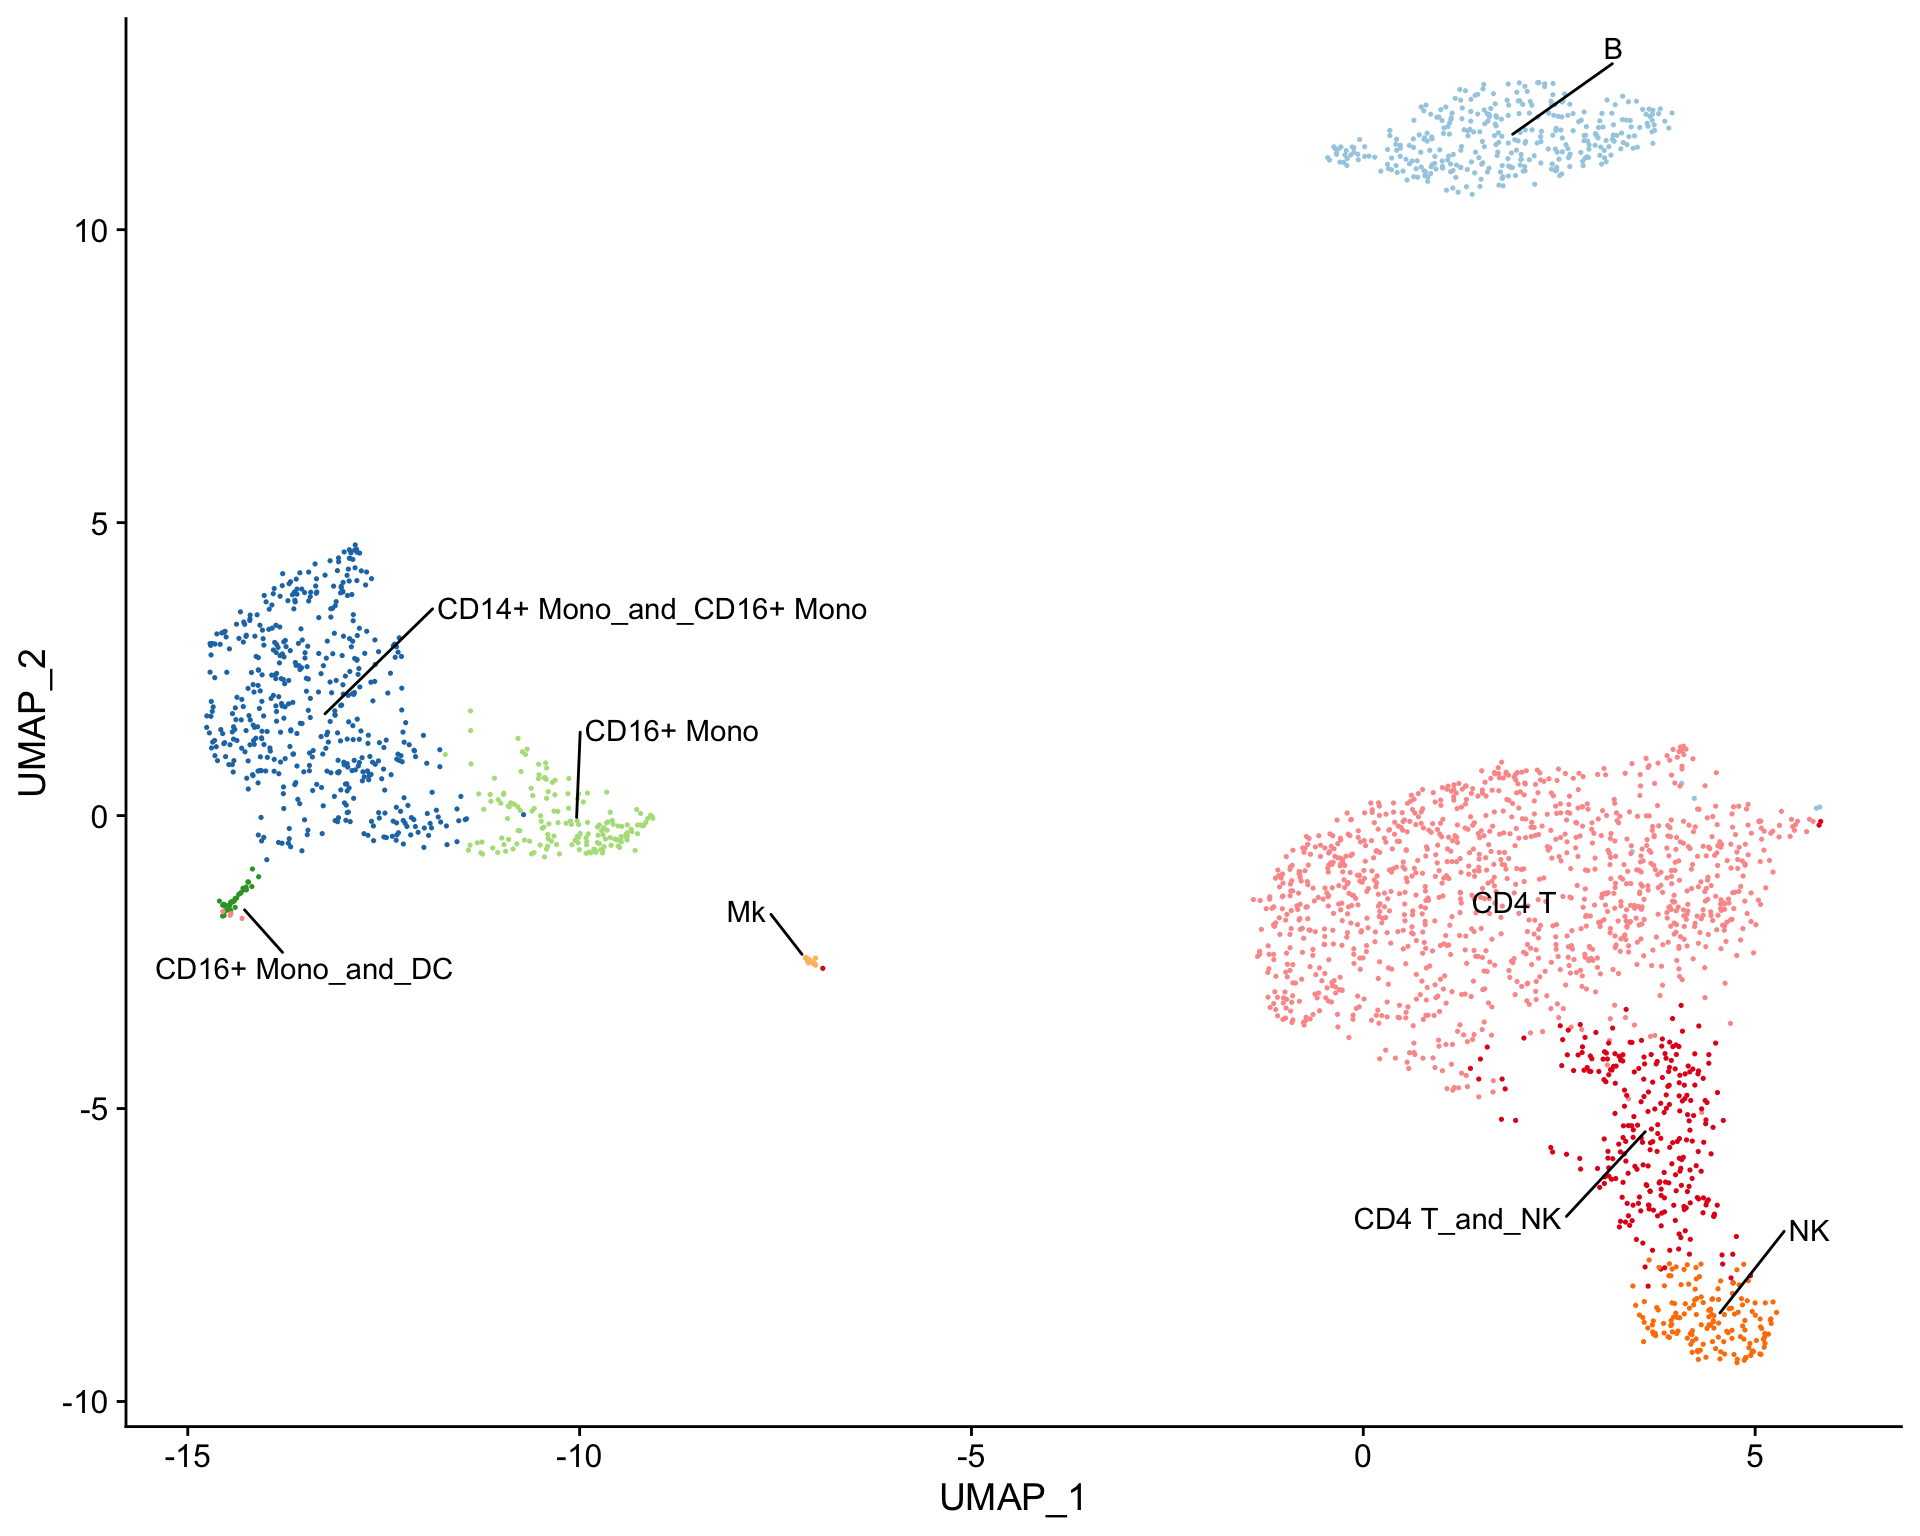 B
10
5
CD14+ Mono_and_CD16+ Mono
UMAP_2
CD16+ Mono
0
CD4 T
Mk
CD16+ Mono_and_DC
-5
CD4 T_and_NK
NK
-10
-15 -10 -5 0 5
UMAP_1